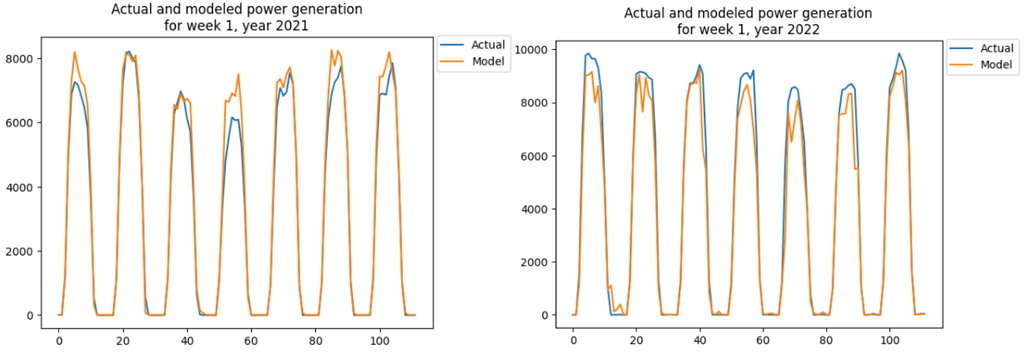 Actual and modeled power generation
for week 1, year 2021
Actual
Model
8000
6000
4000
2000
0
0 20 40 60 80 100
Actual and modeled power generation
for week 1, year 2022
Actual
Model
10000
8000
6000
4000
2000
0
0 20 40 60 80 100